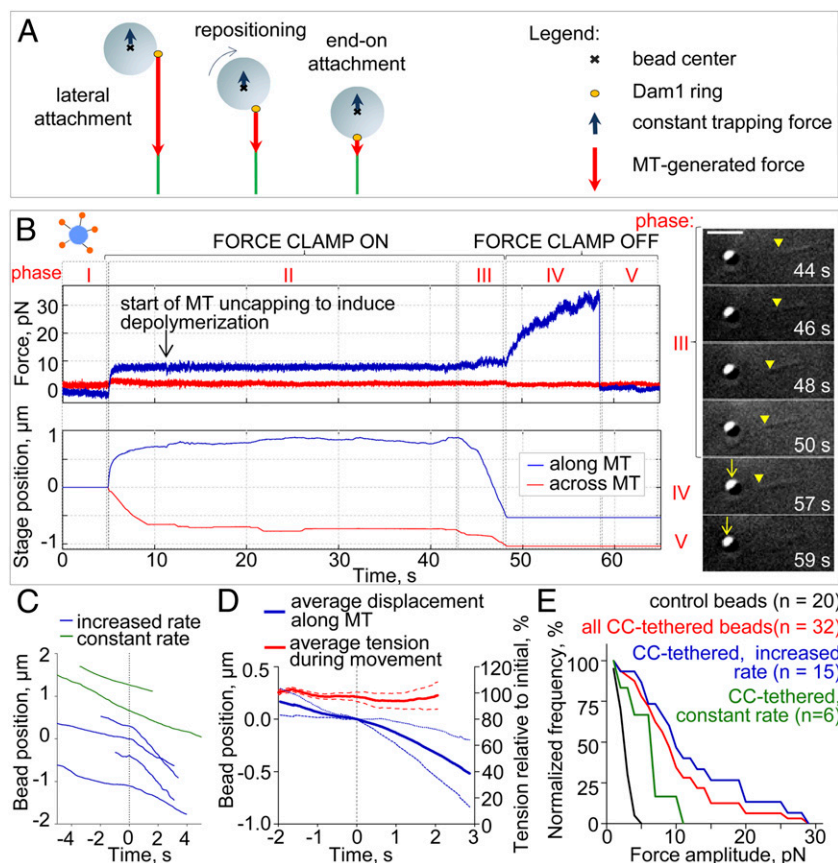 A
lateral
attachment
repositioning
end-on
attachment
Legend:
bead center
Dam1 ring
constant trapping force
MT-generated force
B
FORCE CLAMP ON
FORCE CLAMP OFF
phase
I
II
III
IV
V
Force, pN
30
20
10
0
start of MT uncapping to induce
depolymerization
Stage position, µm
1
0
-1
along MT
across MT
0
10
20
30
40
50
60
Time, s
phase:
III
IV
V
44 s
46 s
48 s
50 s
57 s
59 s
C
increased rate
constant rate
Bead position, µm
2
1
0
-1
-2
-4
-2
0
2
4
Time, s
D
average displacement
along MT
average tension
during movement
Bead position, µm
0.5
0.0
-0.5
-1.0
-2
-1
0
1
2
3
Time, s
120
100
80
60
40
20
0
Tension relative to initial, %
E
control beads (n = 20)
all CC-tethered beads(n = 32)
CC-tethered, increased
rate (n = 15)
CC-tethered,
constant rate (n=6)
Normalized frequency, %
100
75
50
25
0
0
10
20
30
Force amplitude, pN